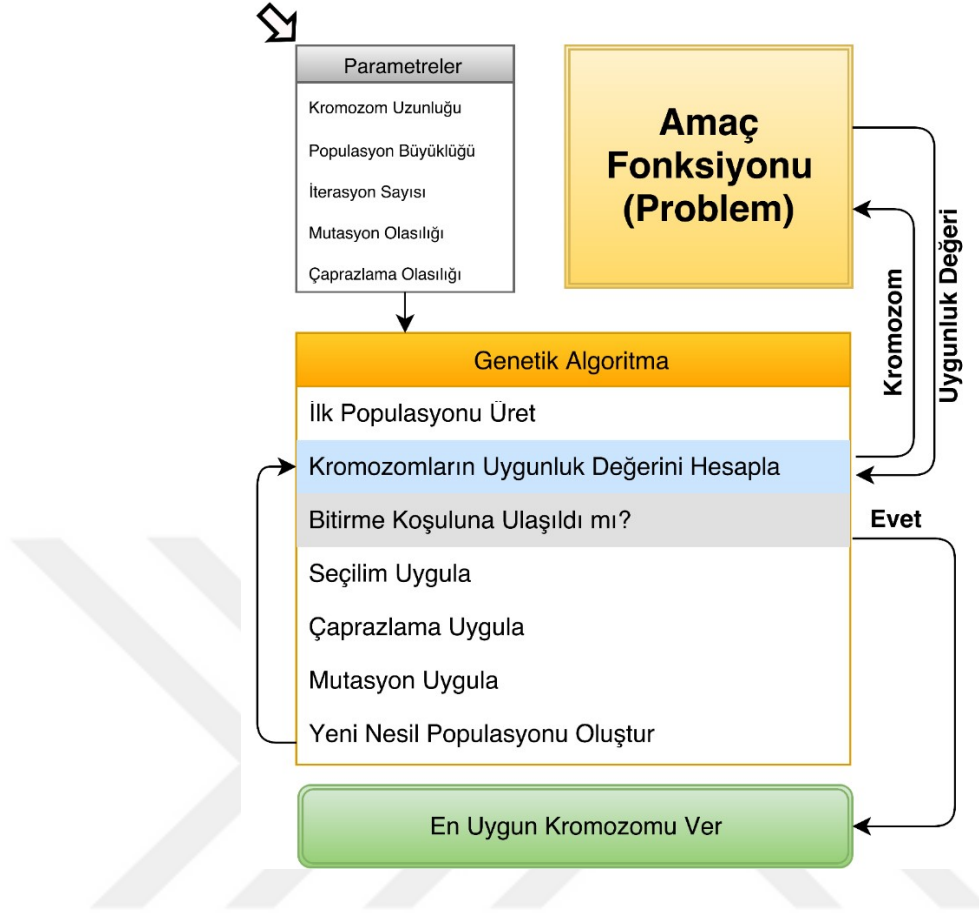 Parametreler
Kromozom Uzunluğu
Populasyon Büyüklüğü
İterasyon Sayısı
Mutasyon Olasılığı
Çaprazlama Olasılığı
Amaç
Fonksiyonu
(Problem)
Kromozom
Uygunluk Değeri
Genetik Algoritma
İlk Populasyonu Üret
Kromozomların Uygunluk Değerini Hesapla
Bitirme Koşuluna Ulaşıldı mı?
Evet
Seçilim Uygula
Çaprazlama Uygula
Mutasyon Uygula
Yeni Nesil Populasyonu Oluştur
En Uygun Kromozomu Ver